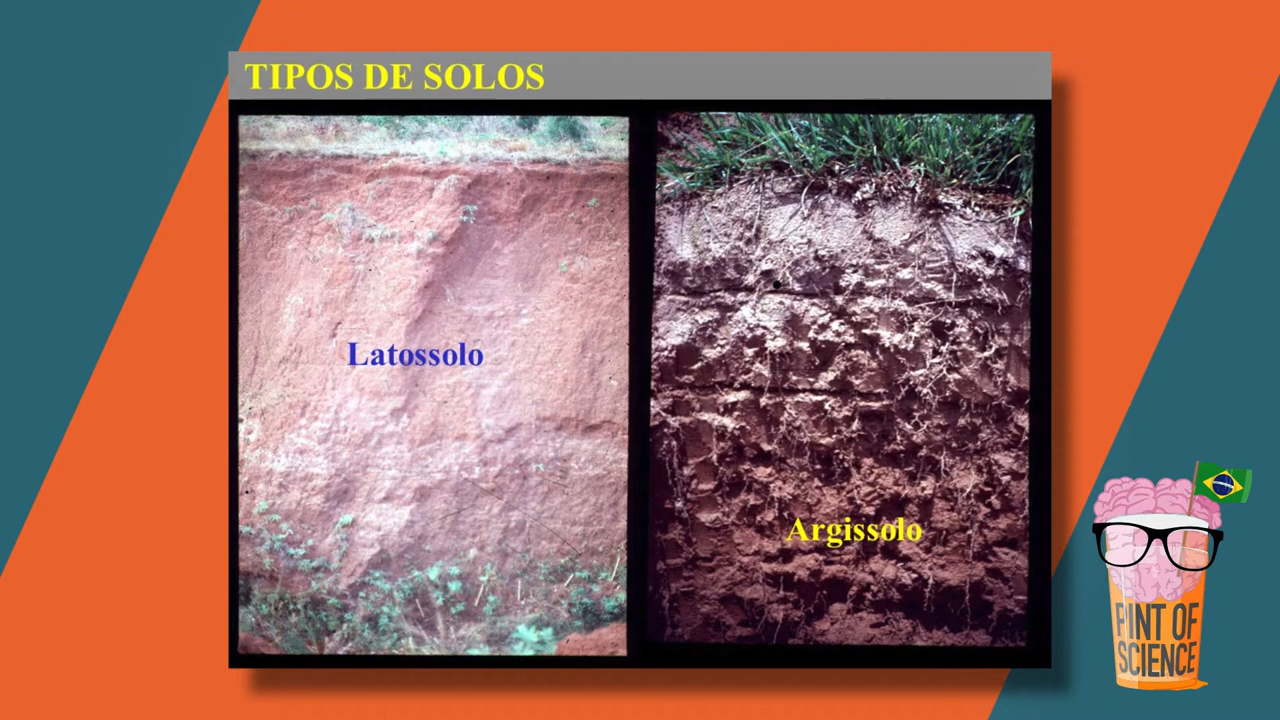 TIPOS DE SOLOS
Latossolo
Argissolo
PINT OF
SCIENCE